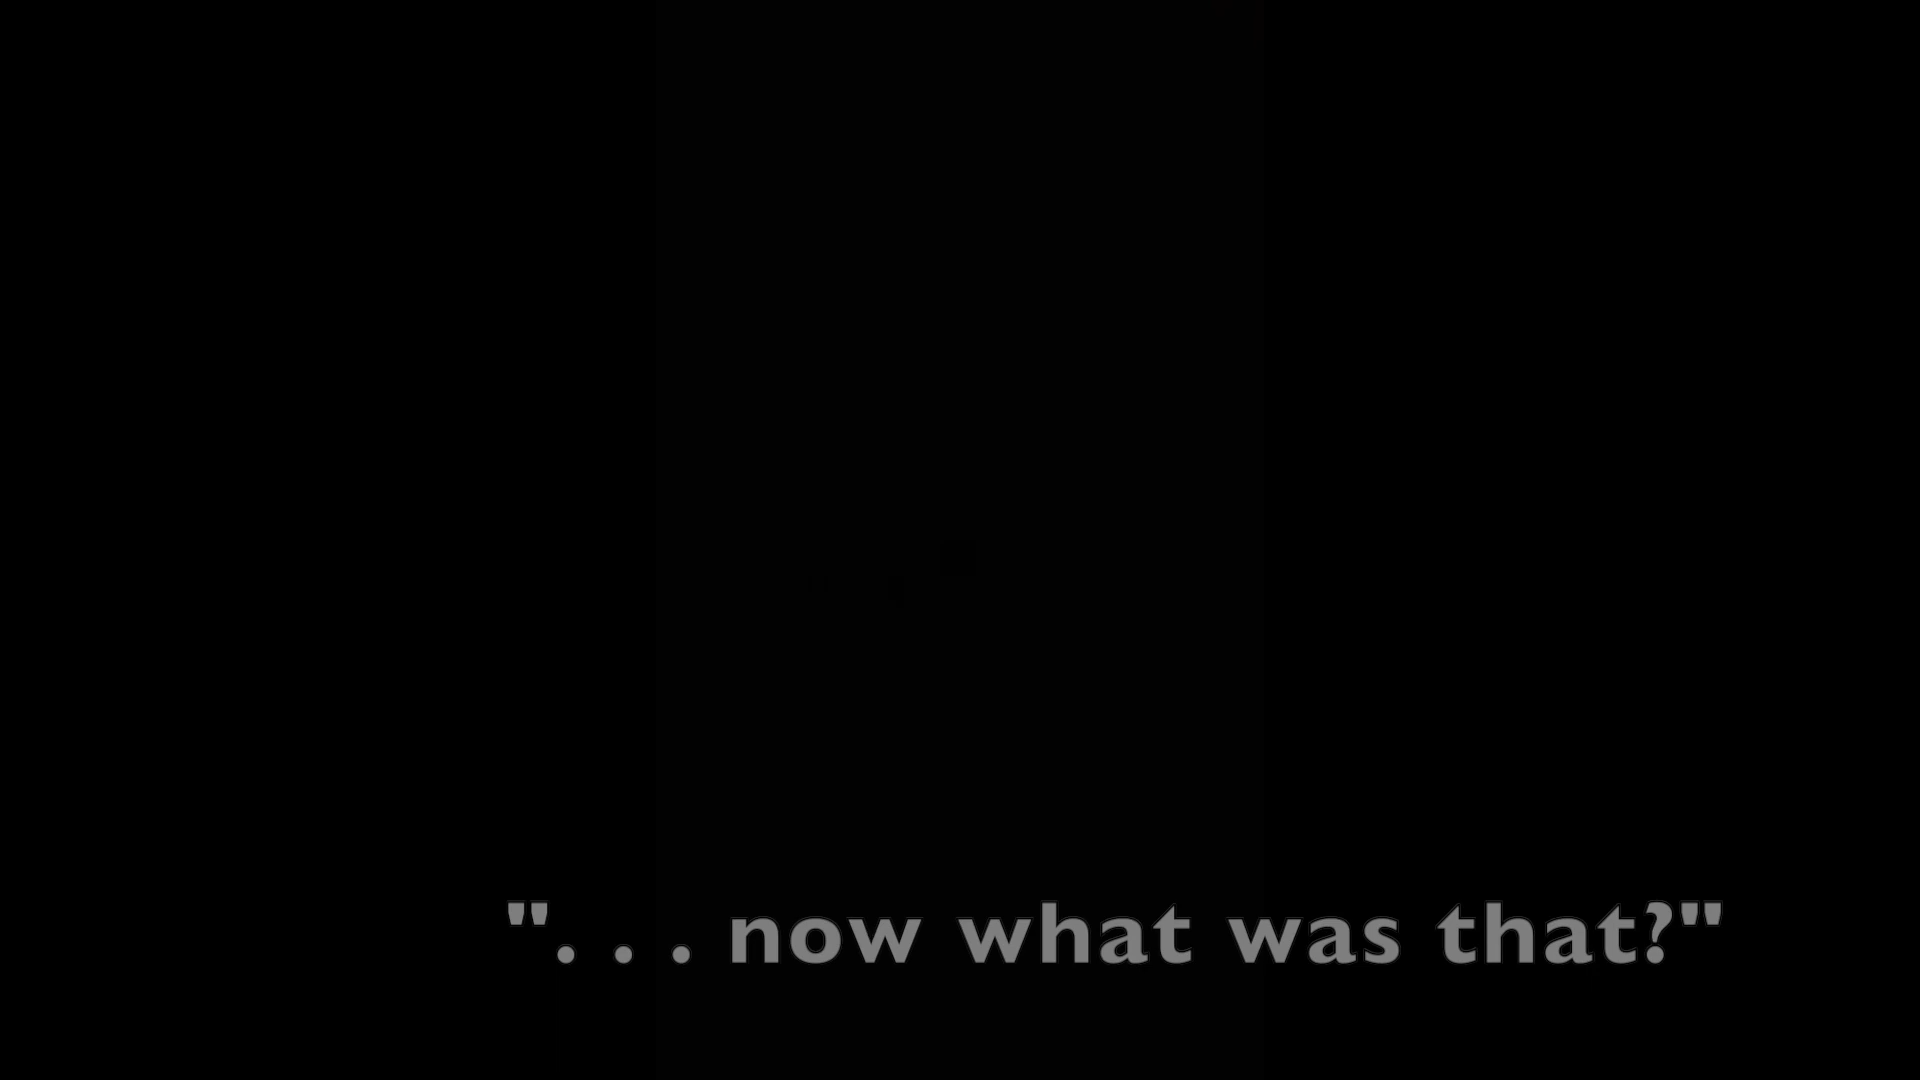 ". . . now what was that?"